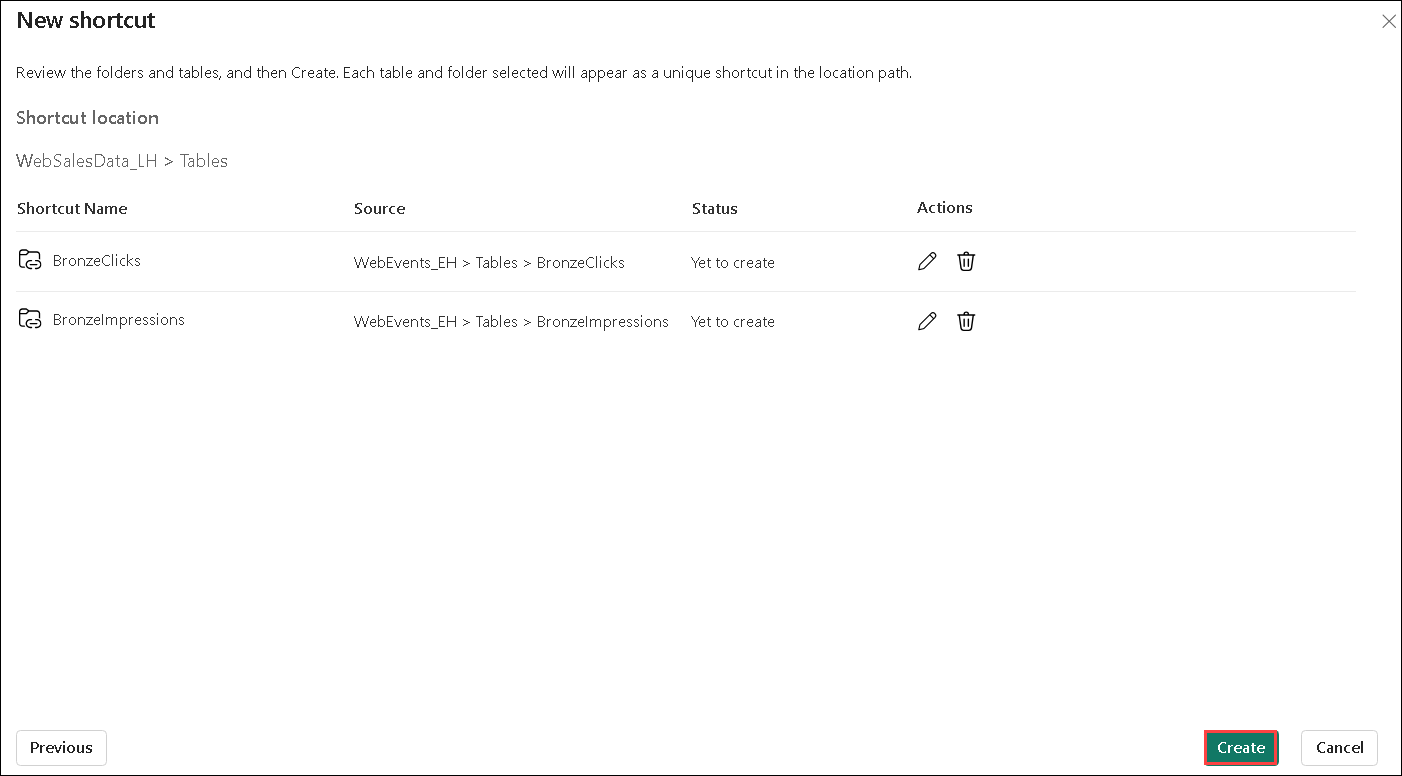 New shortcut
Review the folders and tables, and then Create. Each table and folder selected will appear as a unique shortcut in the location path.
Shortcut location
WebSalesData_LH > Tables
Shortcut Name Source Status Actions
BronzeClicks WebEvents_EH > Tables > BronzeClicks Yet to create
BronzeImpressions WebEvents_EH > Tables > BronzeImpressions Yet to create
Previous Create Cancel